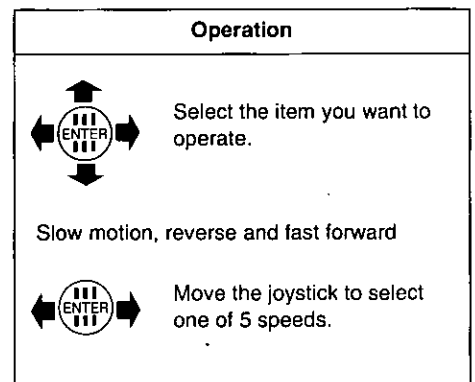 Operation
ENTER
Select the item you want to
operate.
Slow motion, reverse and fast forward
ENTER
Move the joystick to select
one of 5 speeds.